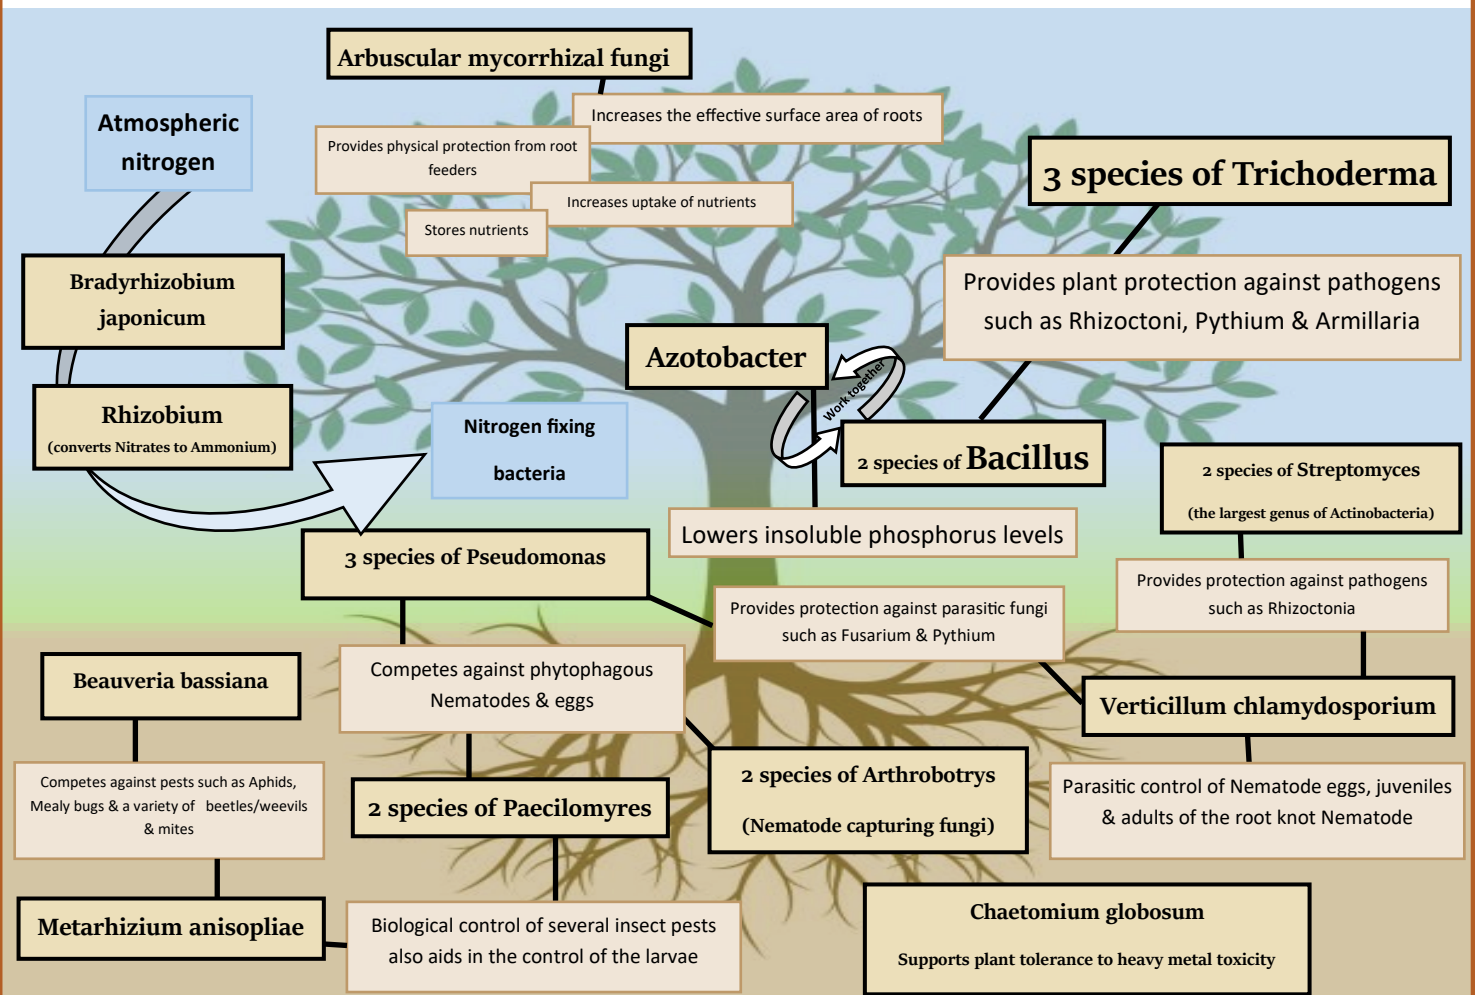 Arbuscular mycorrhizal fungi
Increases the effective surface area of roots
Provides physical protection from root
feeders
Increases uptake of nutrients
Stores nutrients
Atmospheric
nitrogen
3 species of Trichoderma
Provides plant protection against pathogens
such as Rhizoctoni, Pythium & Armillaria
Bradyrhizobium
japonicum
Azotobacter
Work together
Rhizobium
(converts Nitrates to Ammonium)
Nitrogen fixing
bacteria
2 species of Bacillus
2 species of Streptomyces
(the largest genus of Actinobacteria)
Lowers insoluble phosphorus levels
3 species of Pseudomonas
Provides protection against pathogens
such as Rhizoctonia
Provides protection against parasitic fungi
such as Fusarium & Pythium
Competes against phytophagous
Nematodes & eggs
Beauveria bassiana
Verticillum chlamydosporium
Competes against pests such as Aphids,
Mealy bugs & a variety of beetles/weevils
& mites
2 species of Paecilomyres
2 species of Arthrobotrys
(Nematode capturing fungi)
Parasitic control of Nematode eggs, juveniles
& adults of the root knot Nematode
Metarhizium anisopliae
Biological control of several insect pests
also aids in the control of the larvae
Chaetomium globosum
Supports plant tolerance to heavy metal toxicity